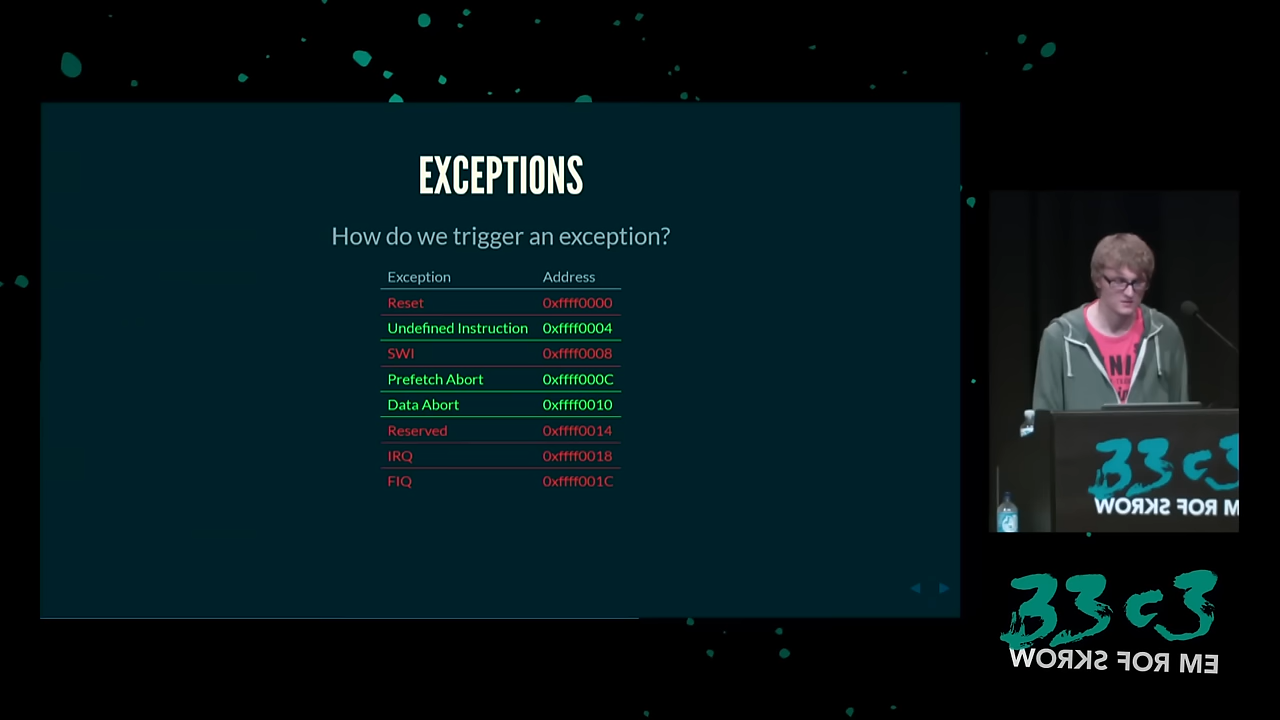 EXCEPTIONS
How do we trigger an exception?
Exception Address
Reset 0xffff0000
Undefined Instruction 0xffff0004
SWI 0xffff0008
Prefetch Abort 0xffff000C
Data Abort 0xffff0010
Reserved 0xffff0014
IRQ 0xffff0018
FIQ 0xffff001C
33c3
WORKS FOR M
33c3
WORKS FOR ME